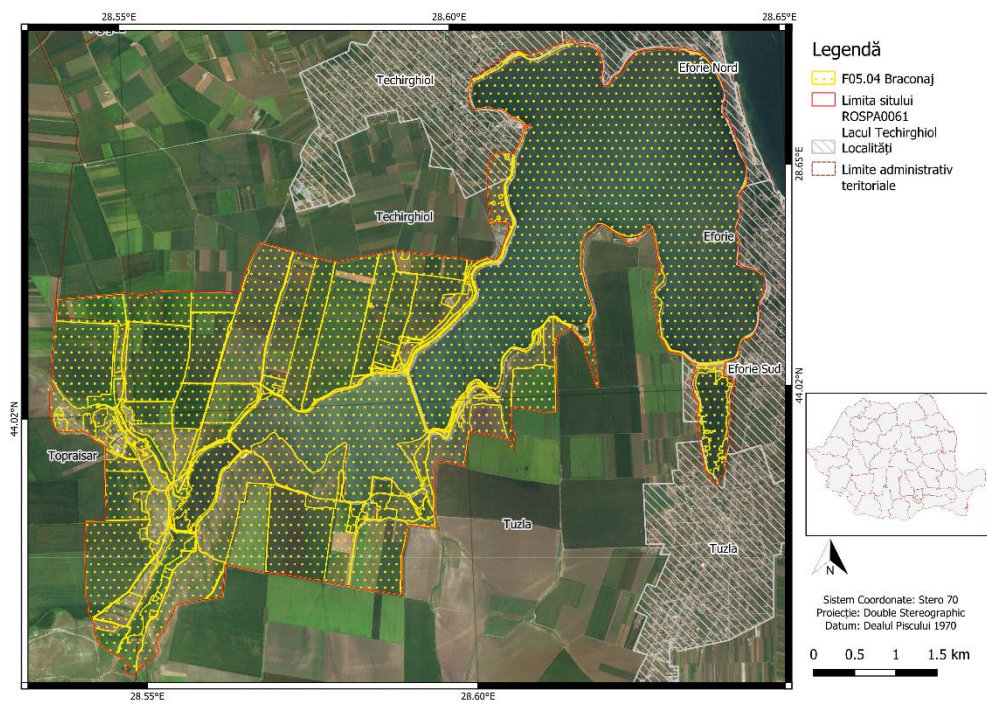 28.55°E
28.60°E
28.65°E
Techirghiol
Eforie Nord
28.65°E
Techirghiol
Eforie
Eforie Sud
44.02°N
44.02°N
Topraisar
Tuzla
Tuzla
28.55°E
28.60°E
Legendă
F05.04 Braconaj
Limita sitului
ROSPA0061
Lacul Techirghiol
Localități
Limite administrativ
teritoriale
N
Sistem Coordonate: Stero 70
Proiecție: Double Stereographic
Datum: Dealul Piscului 1970
0 0.5 1 1.5 km